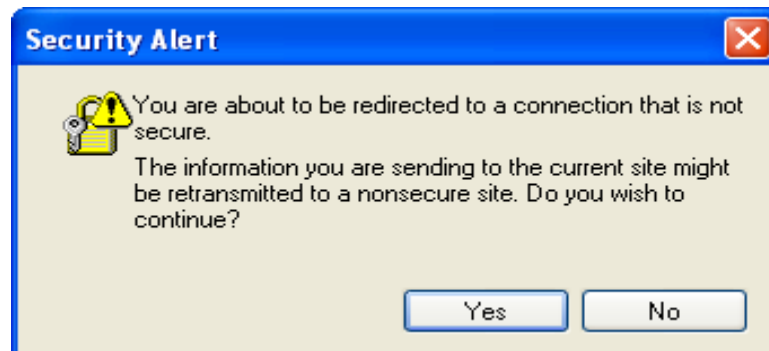 Security Alert
You are about to be redirected to a connection that is not
secure.
The information you are sending to the current site might
be retransmitted to a nonsecure site. Do you wish to
continue?
Yes
No